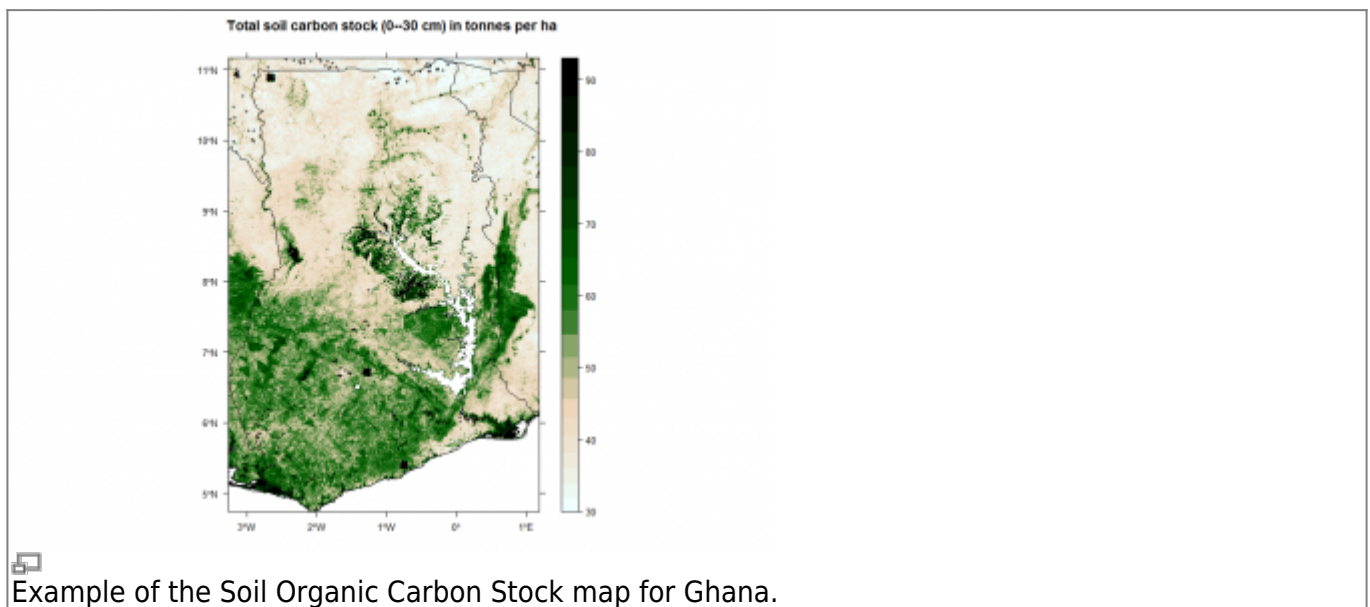 Total soil carbon stock (0--30 cm) in tonnes per ha
11°N
10°N
9°N
8°N
7°N
6°N
5°N
3°W 2°W 1°W 0° 1°E
90
80
70
60
50
40
30
Example of the Soil Organic Carbon Stock map for Ghana.